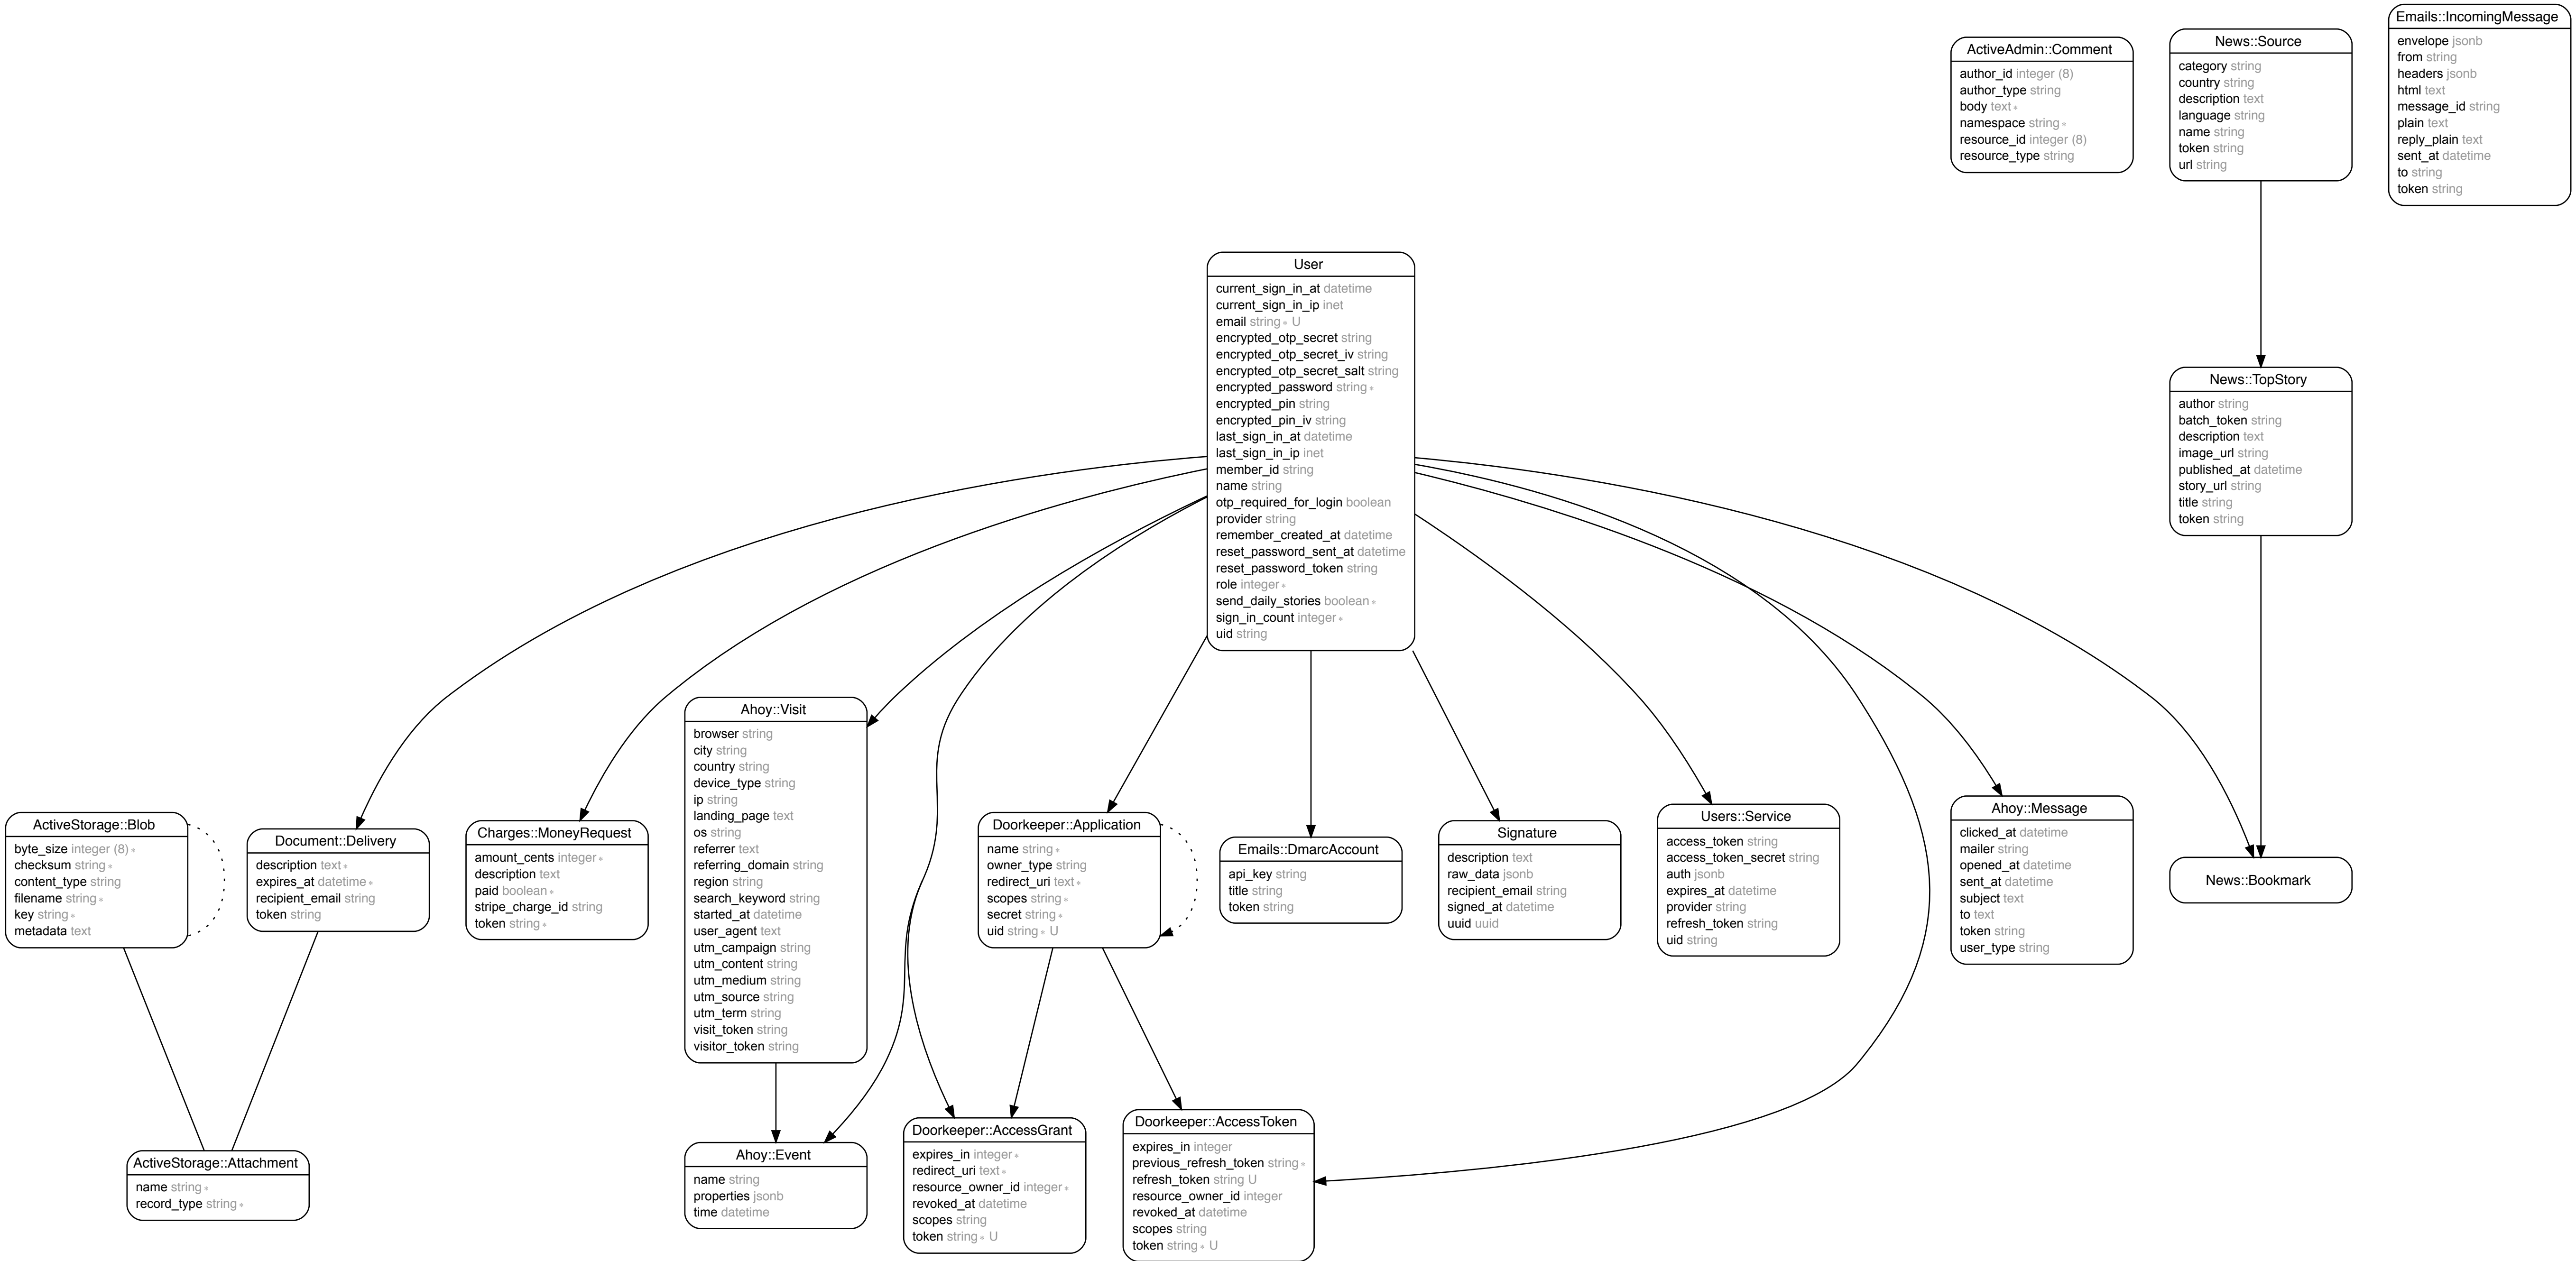 Emails::IncomingMessage
envelope jsonb
from string
headers jsonb
html text
message_id string
plain text
reply_plain text
sent_at datetime
to string
token string
News::Source
category string
country string
description text
language string
name string
token string
url string
ActiveAdmin::Comment
author_id integer (8)
author_type string
body text ∗
namespace string ∗
resource_id integer (8)
resource_type string
User
current_sign_in_at datetime
current_sign_in_ip inet
email string ∗ U
encrypted_otp_secret string
encrypted_otp_secret_iv string
encrypted_otp_secret_salt string
encrypted_password string ∗
encrypted_pin string
encrypted_pin_iv string
last_sign_in_at datetime
last_sign_in_ip inet
member_id string
name string
otp_required_for_login boolean
provider string
remember_created_at datetime
reset_password_sent_at datetime
reset_password_token string
role integer ∗
send_daily_stories boolean ∗
sign_in_count integer ∗
uid string
News::TopStory
author string
batch_token string
description text
image_url string
published_at datetime
story_url string
title string
token string
ActiveStorage::Blob
byte_size integer (8) ∗
checksum string ∗
content_type string
filename string ∗
key string ∗
metadata text
Document::Delivery
description text ∗
expires_at datetime ∗
recipient_email string
token string
Charges::MoneyRequest
amount_cents integer ∗
description text
paid boolean ∗
stripe_charge_id string
token string ∗
Ahoy::Visit
browser string
city string
country string
device_type string
ip string
landing_page text
os string
referrer text
referring_domain string
region string
search_keyword string
started_at datetime
user_agent text
utm_campaign string
utm_content string
utm_medium string
utm_source string
utm_term string
visit_token string
visitor_token string
Doorkeeper::Application
name string ∗
owner_type string
redirect_uri text ∗
scopes string ∗
secret string ∗
uid string ∗ U
Emails::DmarcAccount
api_key string
title string
token string
Signature
description text
raw_data jsonb
recipient_email string
signed_at datetime
uuid uuid
Users::Service
access_token string
access_token_secret string
auth jsonb
expires_at datetime
provider string
refresh_token string
uid string
Ahoy::Message
clicked_at datetime
mailer string
opened_at datetime
sent_at datetime
subject text
to text
token string
user_type string
News::Bookmark
ActiveStorage::Attachment
name string ∗
record_type string ∗
Ahoy::Event
name string
properties jsonb
time datetime
Doorkeeper::AccessGrant
expires_in integer ∗
redirect_uri text ∗
resource_owner_id integer ∗
revoked_at datetime
scopes string
token string ∗ U
Doorkeeper::AccessToken
expires_in integer
previous_refresh_token string ∗
refresh_token string U
resource_owner_id integer
revoked_at datetime
scopes string
token string ∗ U